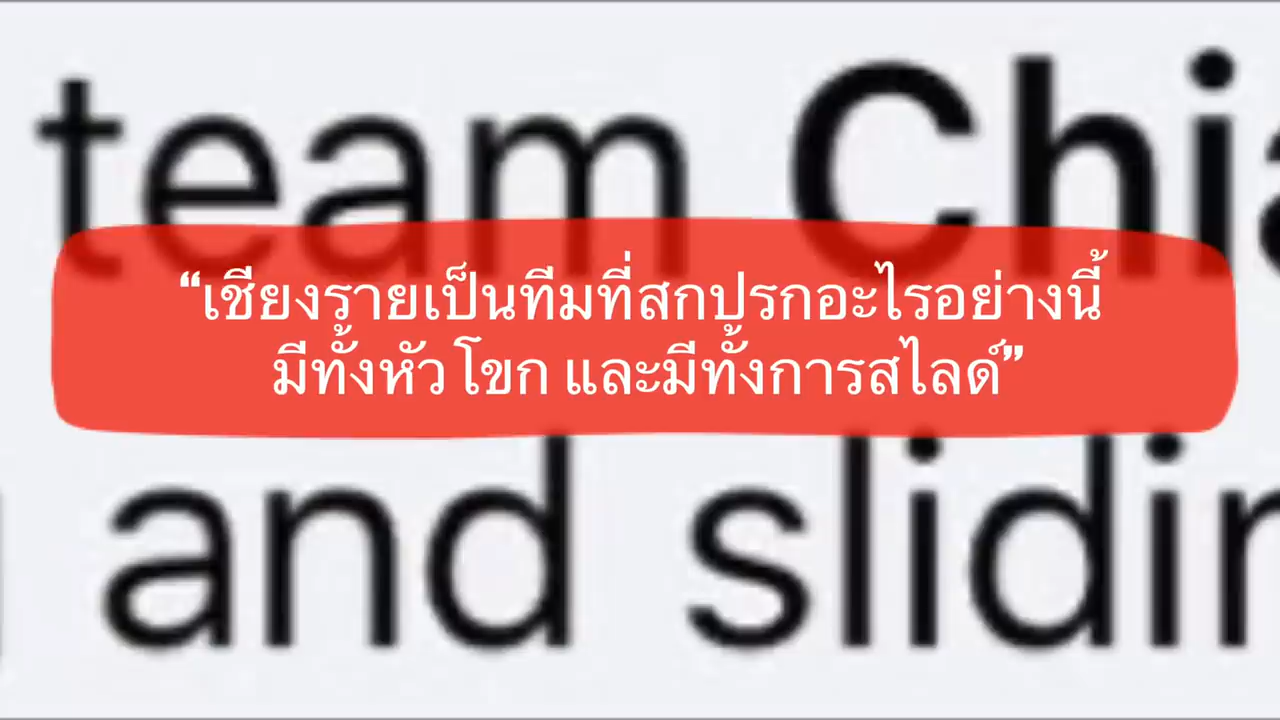 team Chi
“เชียงรายเป็นทีมที่สกปรกอะไรอย่างนี้
มีทั้งหัว โขก และมีทั้งการสไลด์”
and slidin